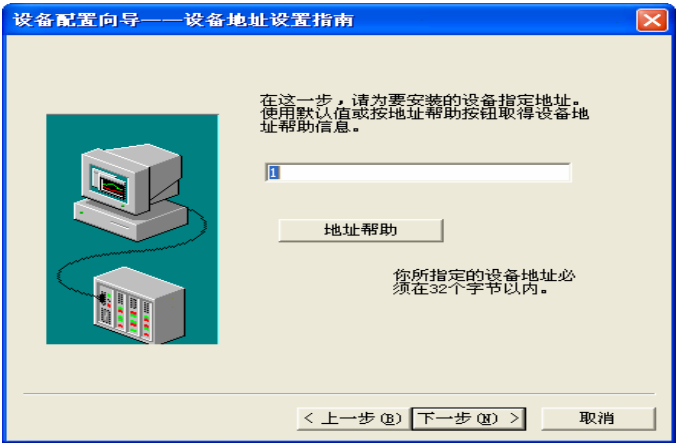 设备配置向导——设备地址设置指南
在这一步，请为要安装的设备指定地址。
使用默认值或按地址帮助按钮取得设备地
址帮助信息。
1
地址帮助
你所指定的设备地址必
须在32个字节以内。
< 上一步(B)
下一步(N) >
取消